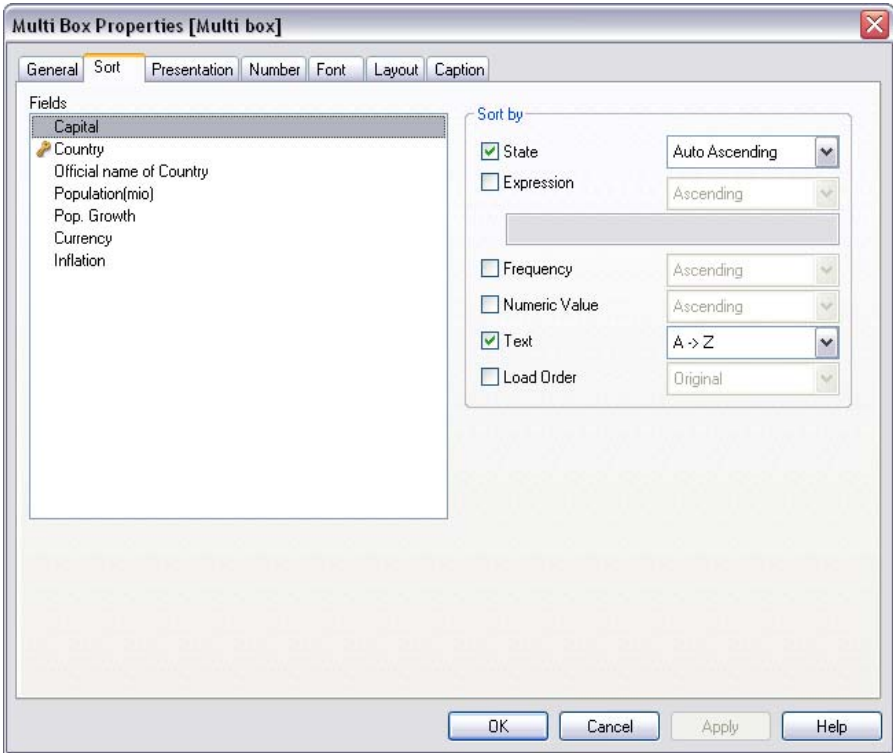 Multi Box Properties [Multi box]
General Sort Presentation Number Font Layout Caption
Fields
Capital
Country
Official name of Country
Population(mio)
Pop. Growth
Currency
Inflation
Sort by
State Auto Ascending
Expression Ascending
Frequency Ascending
Numeric Value Ascending
Text A -> Z
Load Order Original
OK Cancel Apply Help